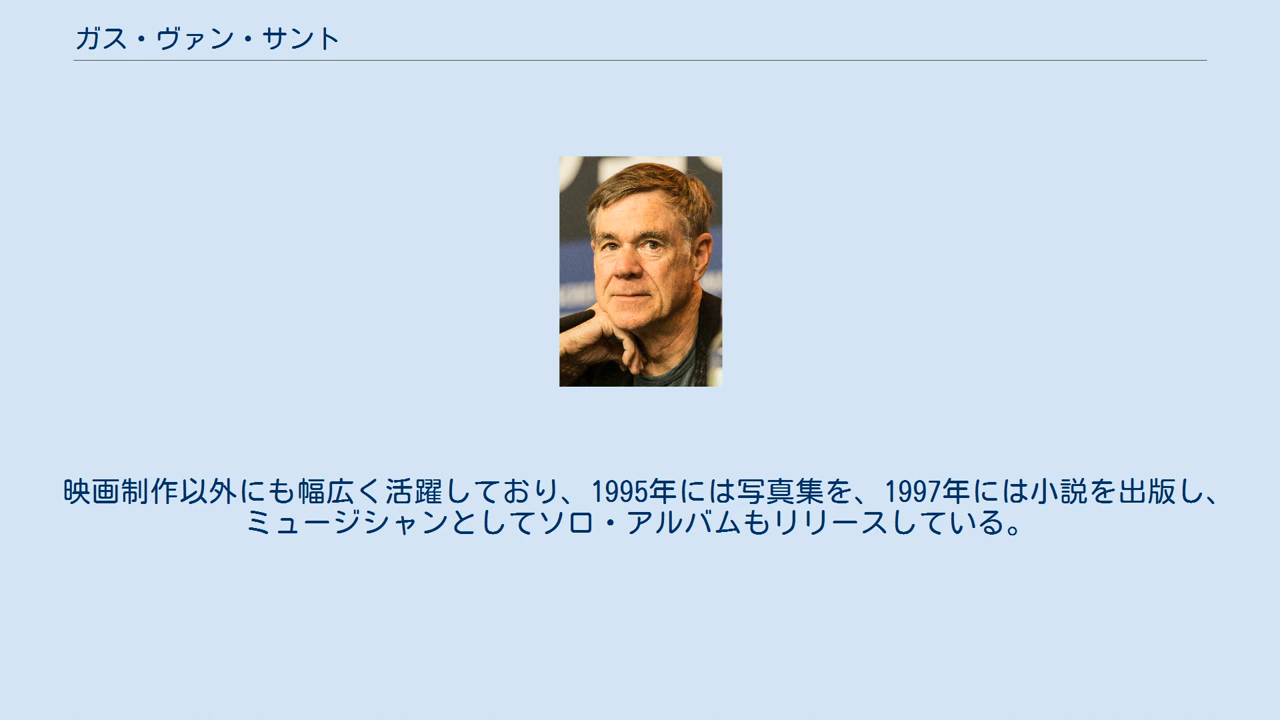 ガス・ヴァン・サント
映画制作以外にも幅広く活躍しており、1995年には写真集を、1997年には小説を出版し、
ミュージシャンとしてソロ・アルバムもリリースしている。